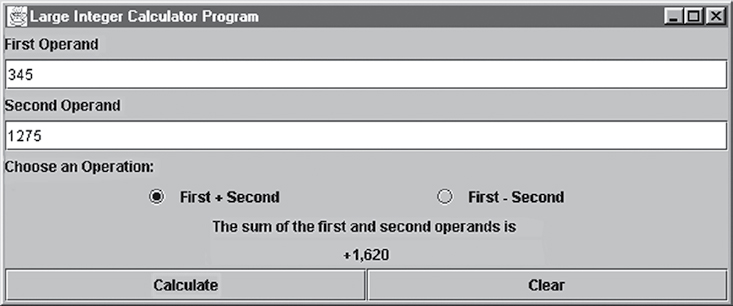 Large Integer Calculator Program
First Operand
345
Second Operand
1275
Choose an Operation:
First + Second First - Second
The sum of the first and second operands is
+1,620
Calculate Clear